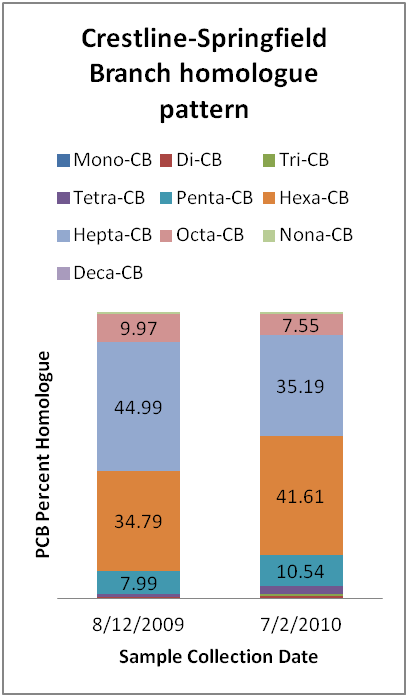 Crestline-Springfield
Branch homologue
pattern
Mono-CB Di-CB Tri-CB
Tetra-CB Penta-CB Hexa-CB
Hepta-CB Octa-CB Nona-CB
Deca-CB
PCB Percent Homologue
9.97 7.55
44.99 35.19
34.79 41.61
7.99 10.54
8/12/2009 7/2/2010
Sample Collection Date